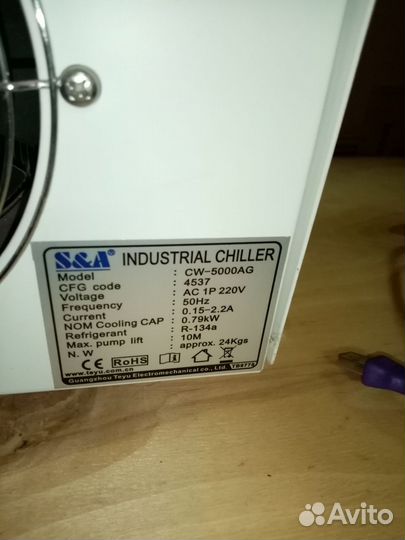 S&A INDUSTRIAL CHILLER
Model : CW-5000AG
CFG code : 4537
Voltage : AC 1P 220V
Frequency : 50Hz
Current : 0.15-2.2A
NOM Cooling CAP : 0.79kW
Refrigerant : R-134a
Max. pump lift : 10M
N. W : approx. 24Kgs
CE RoHS
www.teyu.com.cn
Guangzhou Teyu Electromechanical co., Ltd.
Avito